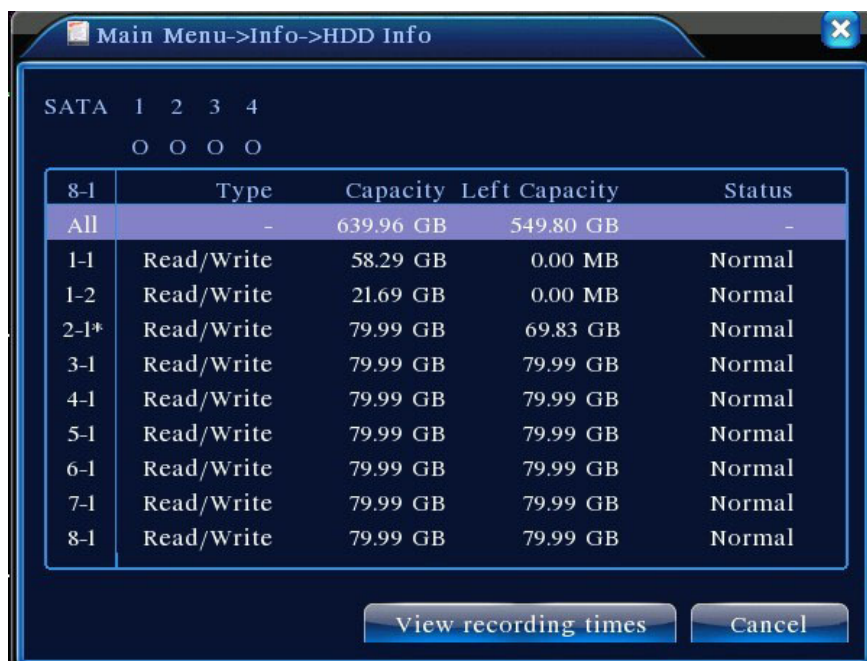 Main Menu->Info->HDD Info
SATA 1 2 3 4
O O O O
8-1 Type Capacity Left Capacity Status
All - 639.96 GB 549.80 GB -
1-1 Read/Write 58.29 GB 0.00 MB Normal
1-2 Read/Write 21.69 GB 0.00 MB Normal
2-1* Read/Write 79.99 GB 69.83 GB Normal
3-1 Read/Write 79.99 GB 79.99 GB Normal
4-1 Read/Write 79.99 GB 79.99 GB Normal
5-1 Read/Write 79.99 GB 79.99 GB Normal
6-1 Read/Write 79.99 GB 79.99 GB Normal
7-1 Read/Write 79.99 GB 79.99 GB Normal
8-1 Read/Write 79.99 GB 79.99 GB Normal
View recording times Cancel